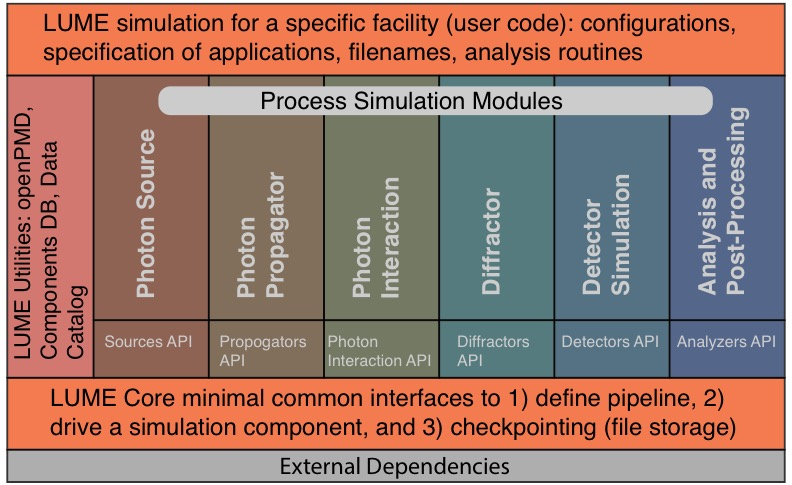 LUME simulation for a specific facility (user code): configurations,
specification of applications, filenames, analysis routines
LUME Utilities: openPMD,
Components DB, Data
Catalog
Process Simulation Modules
Photon Source
Photon
Propagator
Photon
Interaction
Diffractor
Detector
Simulation
Analysis and
Post-Processing
Sources API
Propogators
API
Photon
Interaction API
Diffractors
API
Detectors API
Analyzers API
LUME Core minimal common interfaces to 1) define pipeline, 2)
drive a simulation component, and 3) checkpointing (file storage)
External Dependencies